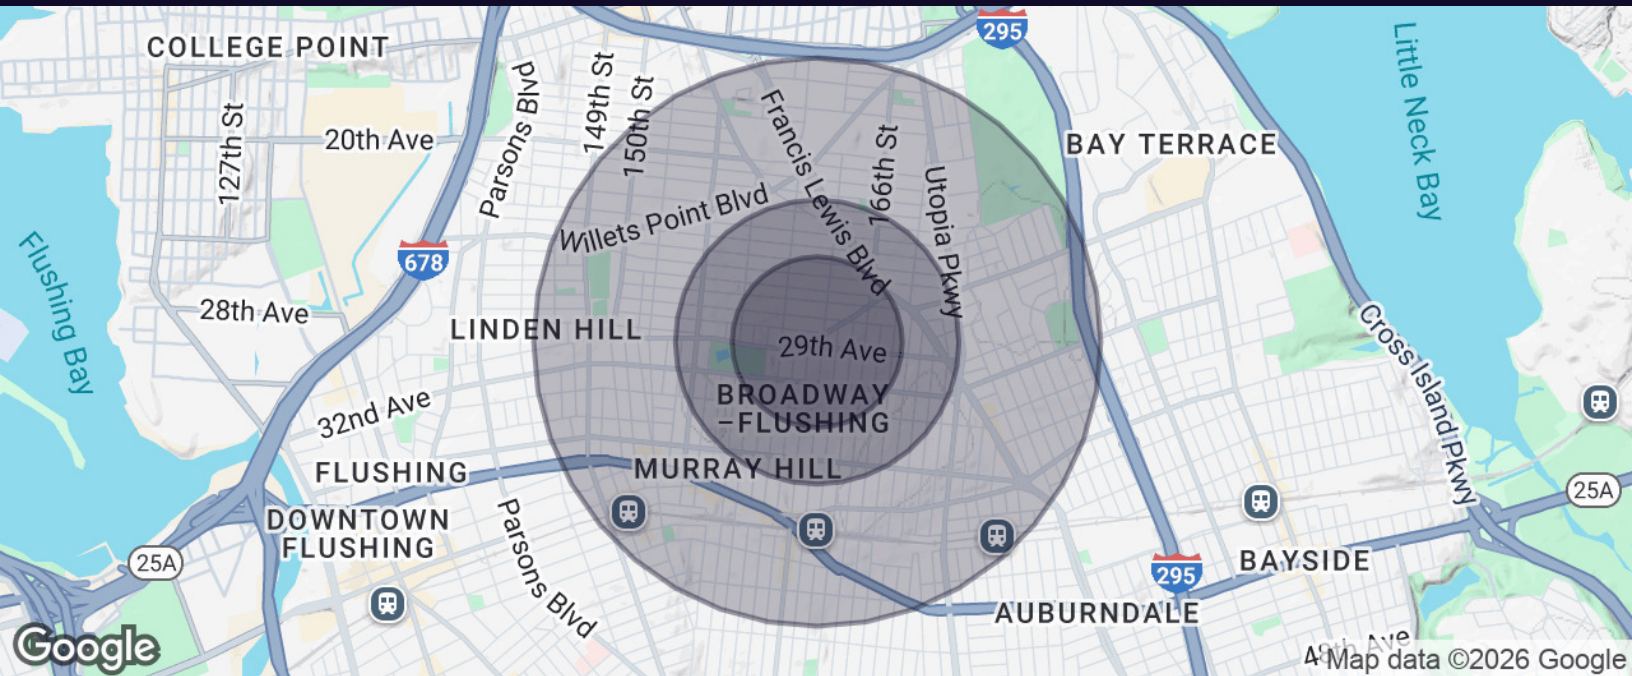 295
COLLEGE POINT
Little Neck Bay
149th St
150th St
Parsons Blvd
Francis Lewis Blvd
127th St
20th Ave
166th St
BAY TERRACE
Utopia Pkwy
Willets Point Blvd
Flushing Bay
678
28th Ave
LINDEN HILL
29th Ave
Cross Island Pkwy
BROADWAY
–FLUSHING
32nd Ave
FLUSHING
MURRAY HILL
25A
DOWNTOWN
FLUSHING
Parsons Blvd
25A
295
BAYSIDE
AUBURNDALE
Google
Map data ©2026 Google